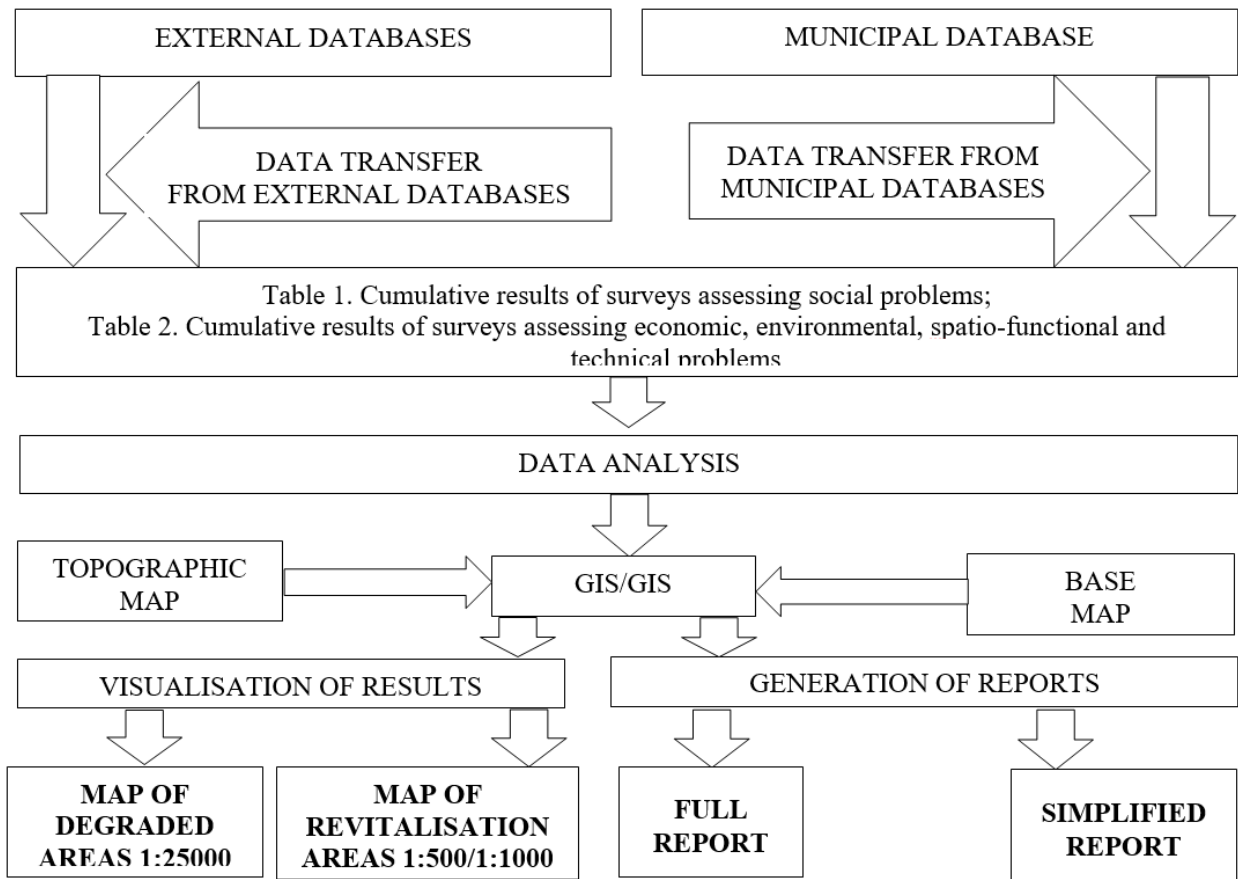 EXTERNAL DATABASES
MUNICIPAL DATABASE
DATA TRANSFER
FROM EXTERNAL DATABASES
DATA TRANSFER FROM
MUNICIPAL DATABASES
Table 1. Cumulative results of surveys assessing social problems;
Table 2. Cumulative results of surveys assessing economic, environmental, spatio-functional and
technical problems
DATA ANALYSIS
TOPOGRAPHIC
MAP
GIS/GIS
BASE
MAP
VISUALISATION OF RESULTS
GENERATION OF REPORTS
MAP OF
DEGRADED
AREAS 1:25000
MAP OF
REVITALISATION
AREAS 1:500/1:1000
FULL
REPORT
SIMPLIFIED
REPORT